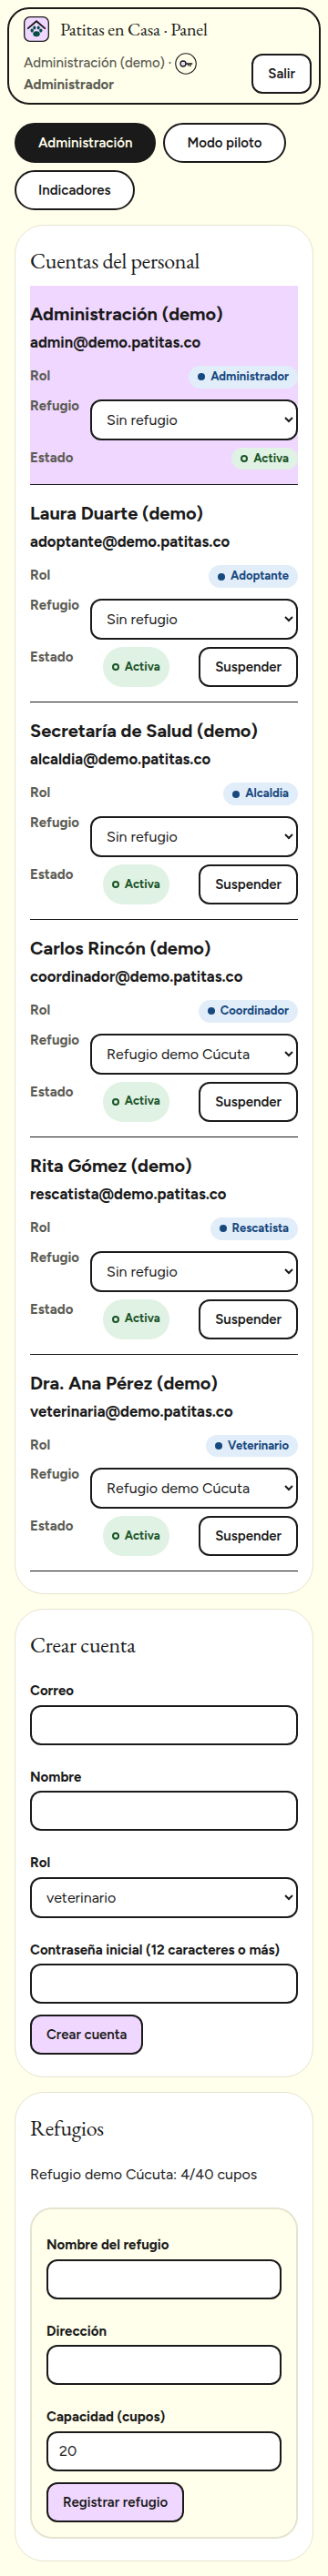 Patitas en Casa · Panel
Administración (demo) ·
Administrador
Salir
Administración
Modo piloto
Indicadores
Cuentas del personal
Administración (demo)
admin@demo.patitas.co
Rol
Administrador
Refugio
Sin refugio
Estado
Activa
Laura Duarte (demo)
adoptante@demo.patitas.co
Rol
Adoptante
Refugio
Sin refugio
Estado
Activa
Suspender
Secretaría de Salud (demo)
alcaldia@demo.patitas.co
Rol
Alcaldia
Refugio
Sin refugio
Estado
Activa
Suspender
Carlos Rincón (demo)
coordinador@demo.patitas.co
Rol
Coordinador
Refugio
Refugio demo Cúcuta
Estado
Activa
Suspender
Rita Gómez (demo)
rescatista@demo.patitas.co
Rol
Rescatista
Refugio
Sin refugio
Estado
Activa
Suspender
Dra. Ana Pérez (demo)
veterinaria@demo.patitas.co
Rol
Veterinario
Refugio
Refugio demo Cúcuta
Estado
Activa
Suspender
Crear cuenta
Correo
Nombre
Rol
veterinario
Contraseña inicial (12 caracteres o más)
Crear cuenta
Refugios
Refugio demo Cúcuta: 4/40 cupos
Nombre del refugio
Dirección
Capacidad (cupos)
20
Registrar refugio